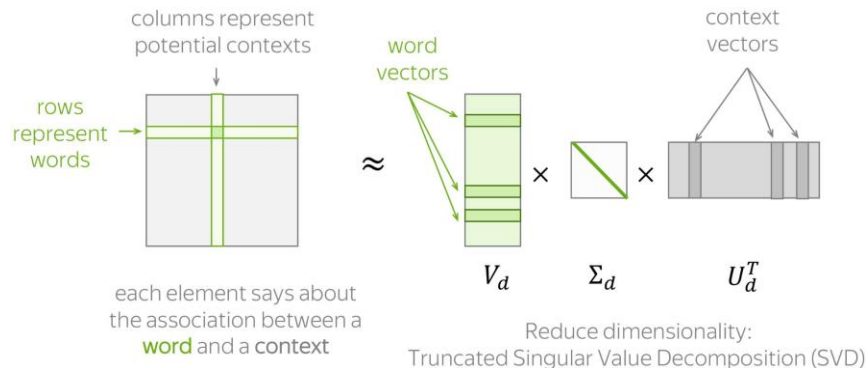 columns represent
potential contexts
rows
represent
words
each element says about
the association between a
word and a context
≈
word
vectors
×
×
context
vectors
V_d
Σ_d
U_d^T
Reduce dimensionality:
Truncated Singular Value Decomposition (SVD)